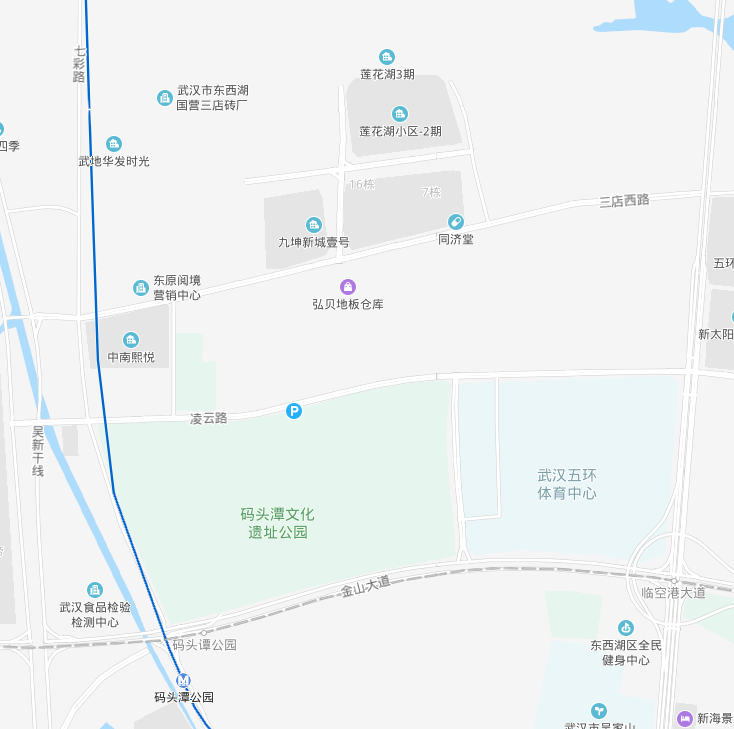 七彩路
莲花湖3期
武汉市东西湖
国营三店砖厂
莲花湖小区-2期
四季
武地华发时光
16栋
7栋
三店西路
九坤新城壹号
同济堂
五环
东原阅境
营销中心
弘贝地板仓库
新太阳
中南熙悦
P
凌云路
吴新干线
武汉五环
体育中心
码头潭文化
遗址公园
金山大道
临空港大道
武汉食品检验
检测中心
码头谭公园
东西湖区全民
健身中心
码头潭公园
新海景
武汉市吴家山